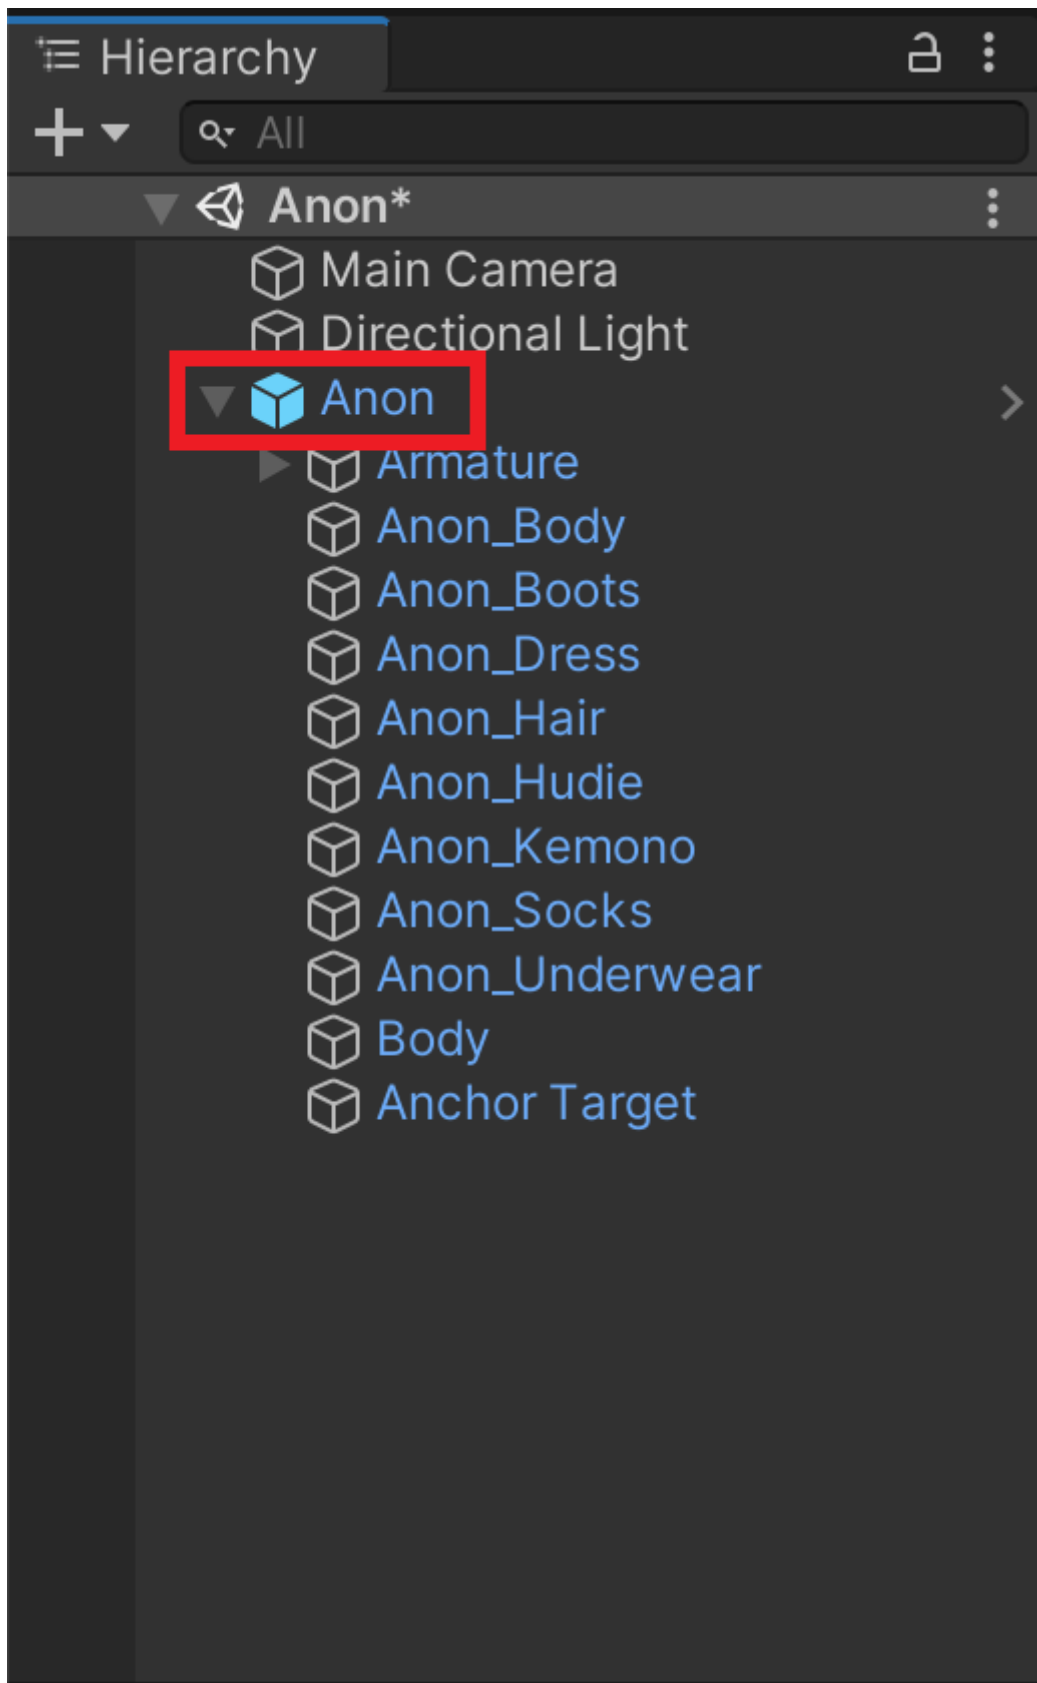 Hierarchy
All
Anon*
Main Camera
Directional Light
Anon
Armature
Anon_Body
Anon_Boots
Anon_Dress
Anon_Hair
Anon_Hudie
Anon_Kemono
Anon_Socks
Anon_Underwear
Body
Anchor Target